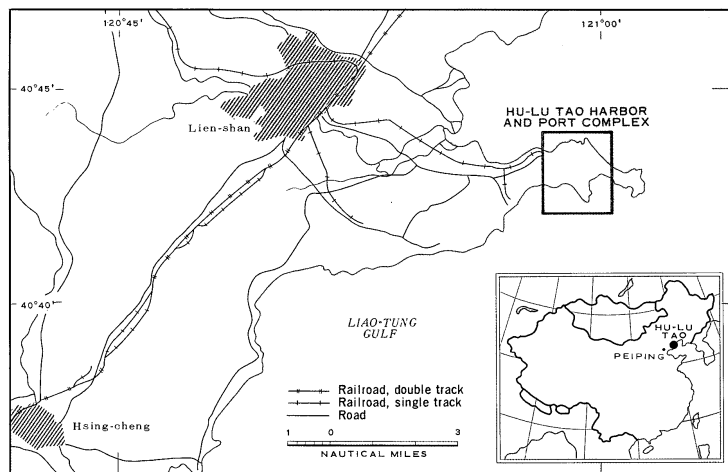 120°45'
121°00'
40°45'
HU-LU TAO HARBOR
AND PORT COMPLEX
Lien-shan
40°40'
LIAO-TUNG
GULF
HU-LU
TAO
PEIPING
Railroad, double track
Railroad, single track
Road
Hsing-cheng
1 0 3
NAUTICAL MILES